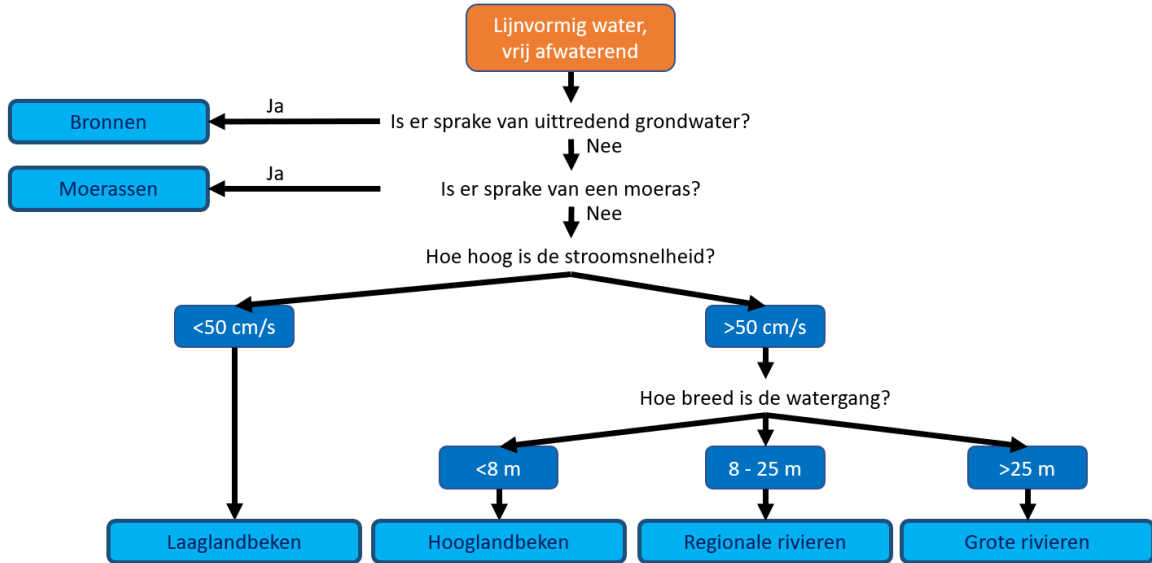 Lijnvormig water,
vrij afwaterend
Ja
Bronnen
Is er sprake van uittredend grondwater?
Nee
Ja
Moerassen
Is er sprake van een moeras?
Nee
Hoe hoog is de stroomsnelheid?
<50 cm/s
>50 cm/s
Hoe breed is de watergang?
<8 m
8 - 25 m
>25 m
Laaglandbeken
Hooglandbeken
Regionale rivieren
Grote rivieren